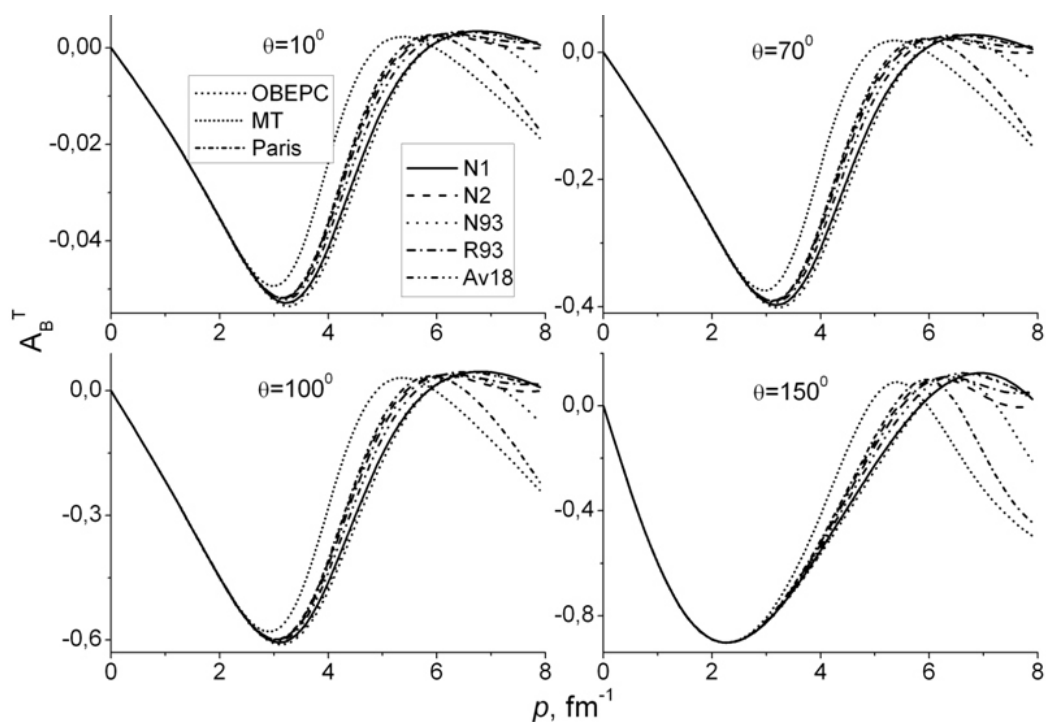 0,00
-0,02
-0,04
0 2 4 6 8
θ=10⁰
OBEPC
MT
Paris
N1
N2
N93
R93
Av18
0,0
-0,2
-0,4
0 2 4 6 8
θ=70⁰
0,0
-0,3
-0,6
0 2 4 6 8
θ=100⁰
0,0
-0,4
-0,8
0 2 4 6 8
θ=150⁰
A_B^T
p, fm⁻¹